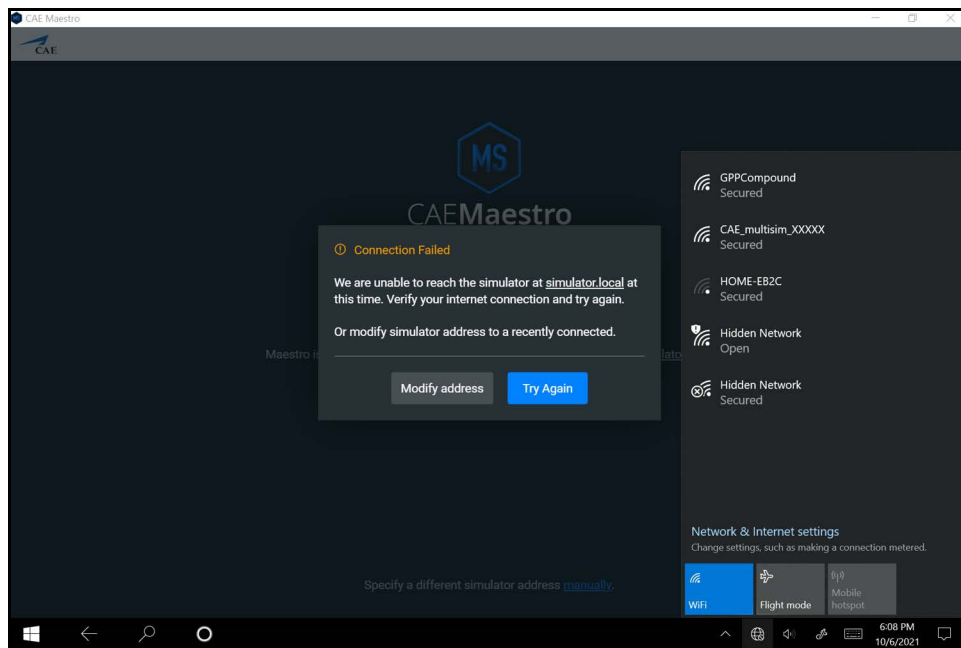 CAE Maestro
CAE
MS
CAEMaestro
Connection Failed
We are unable to reach the simulator at simulator.local at
this time. Verify your internet connection and try again.
Or modify simulator address to a recently connected.
Maestro i
lato
Modify address
Try Again
Specify a different simulator address manually.
GPPCompound
Secured
CAE_multisim_XXXXX
Secured
HOME-EB2C
Secured
Hidden Network
Open
Hidden Network
Secured
Network & Internet settings
Change settings, such as making a connection metered.
WiFi
Flight mode
Mobile
hotspot
6:08 PM
10/6/2021